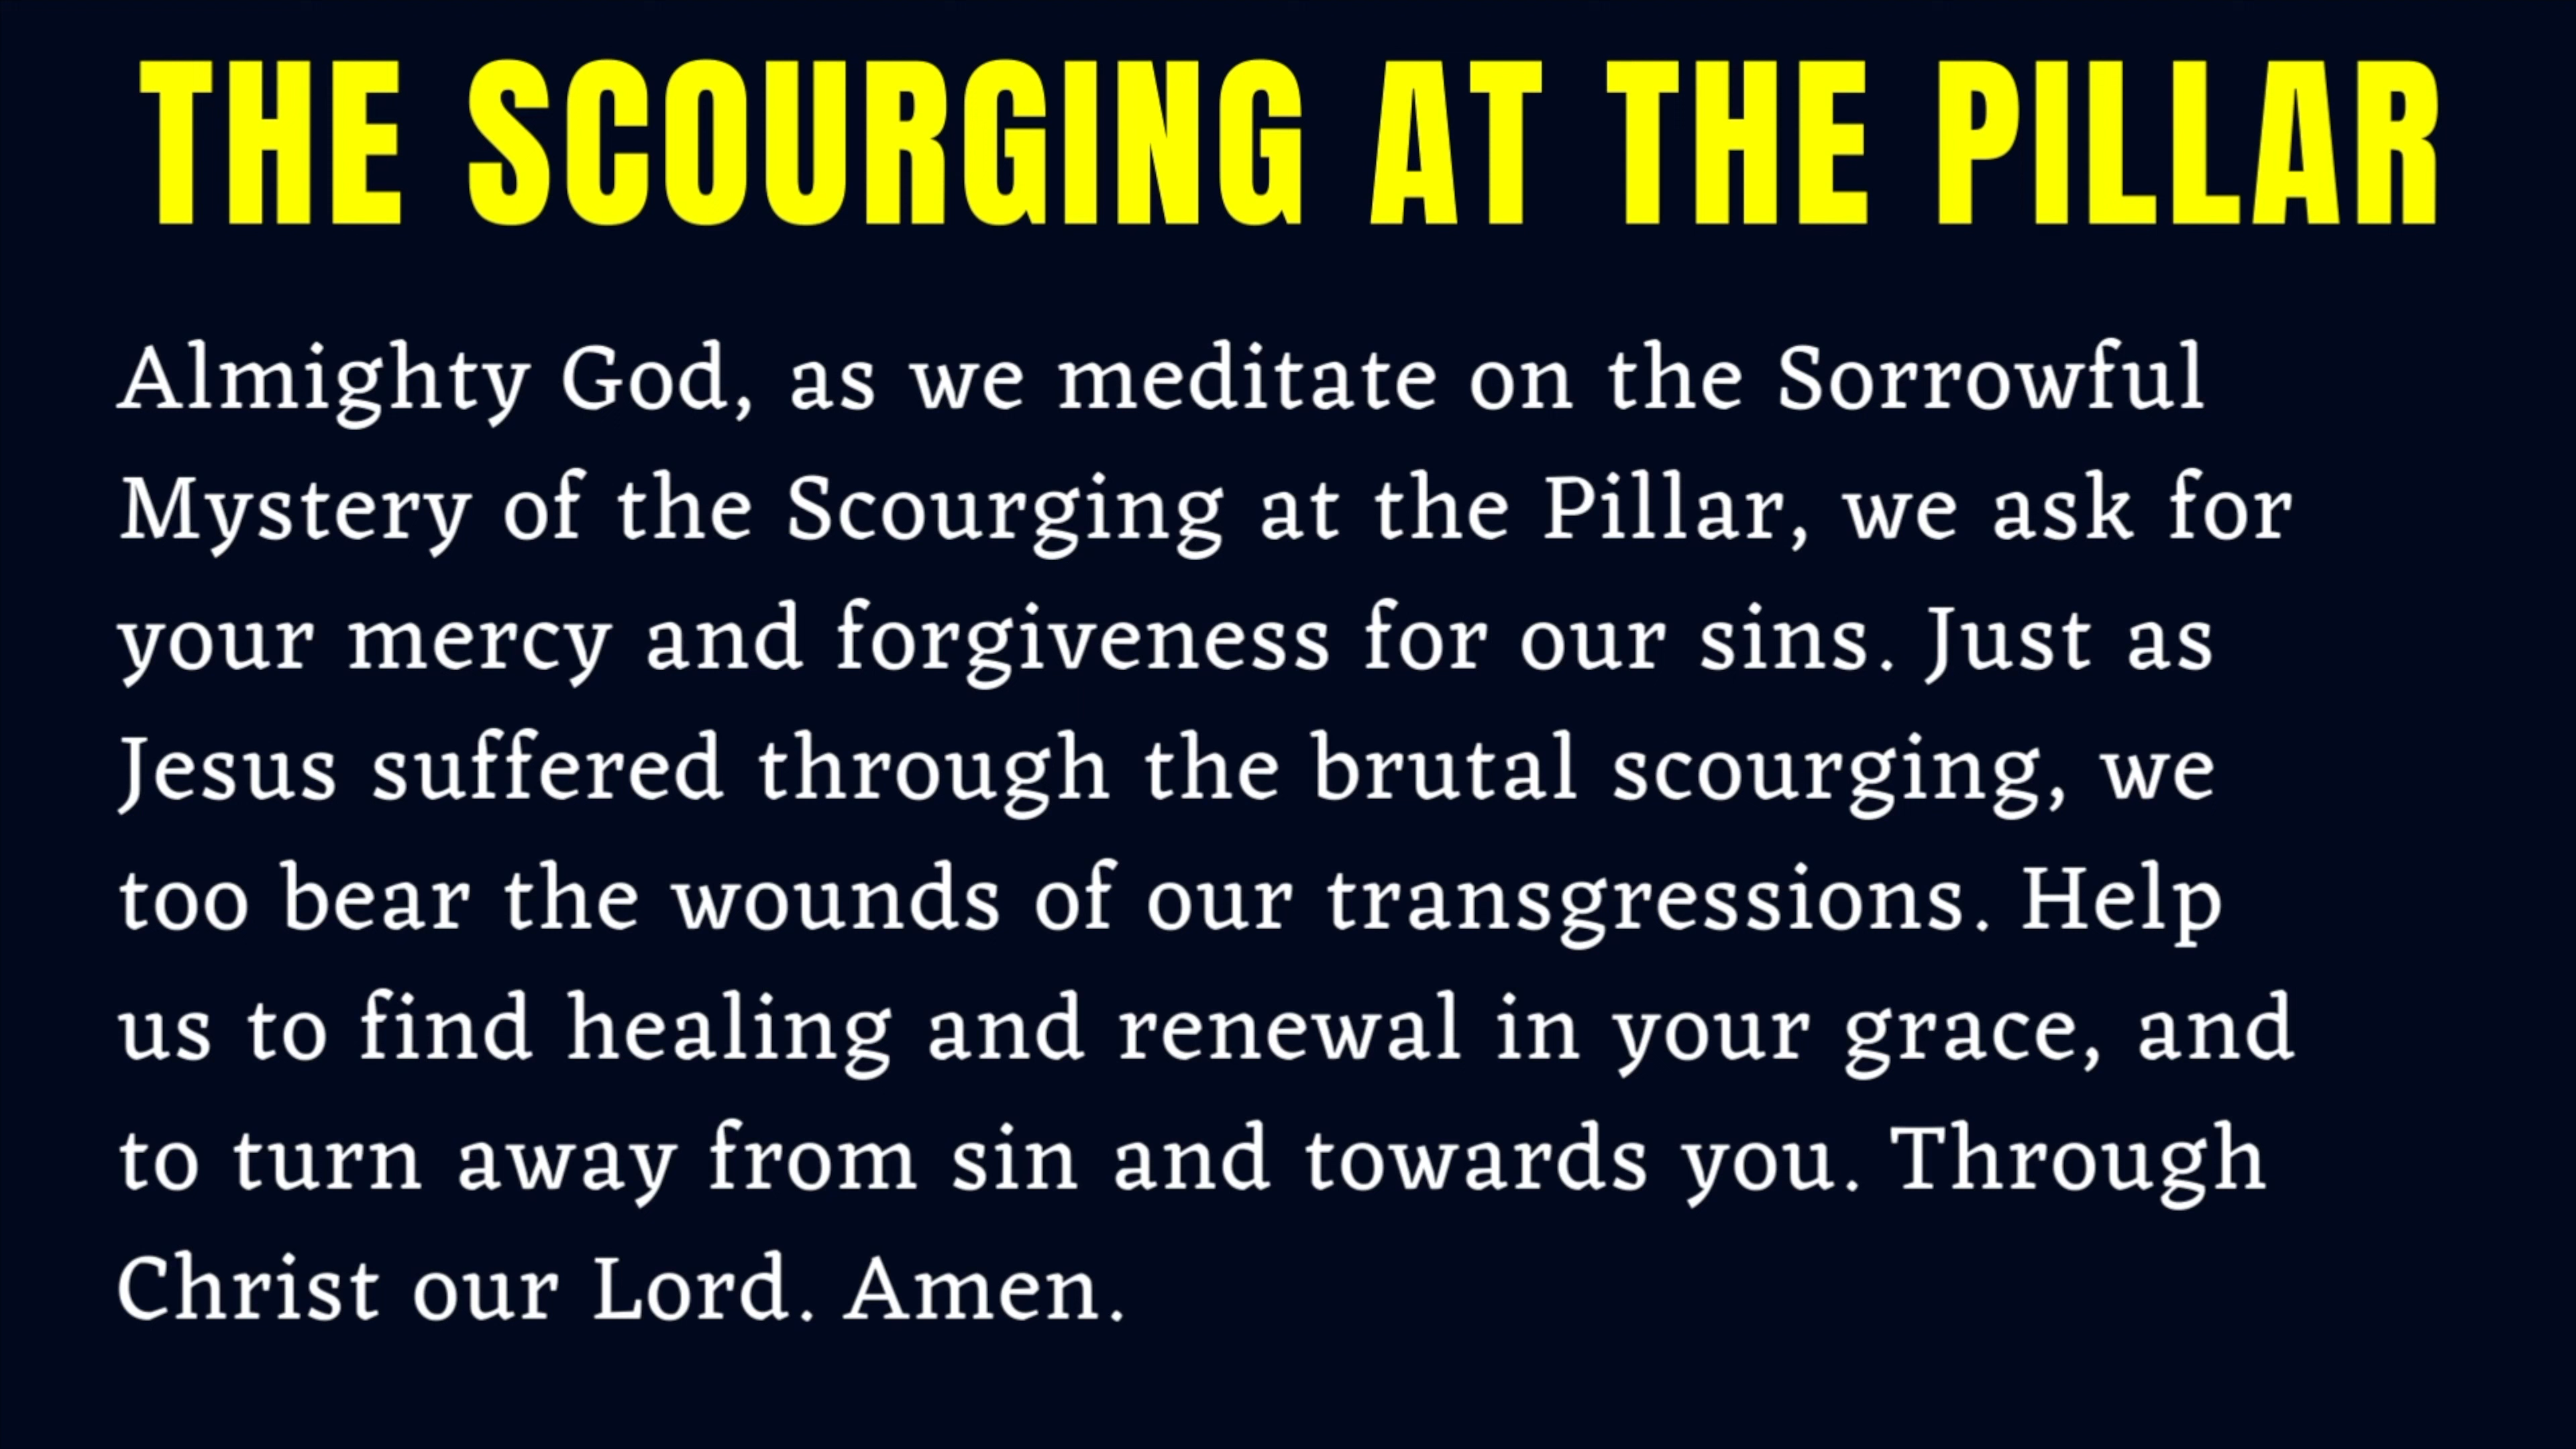 THE SCOURGING AT THE PILLAR
Almighty God, as we meditate on the Sorrowful
Mystery of the Scourging at the Pillar, we ask for
your mercy and forgiveness for our sins. Just as
Jesus suffered through the brutal scourging, we
too bear the wounds of our transgressions. Help
us to find healing and renewal in your grace, and
to turn away from sin and towards you. Through
Christ our Lord. Amen.